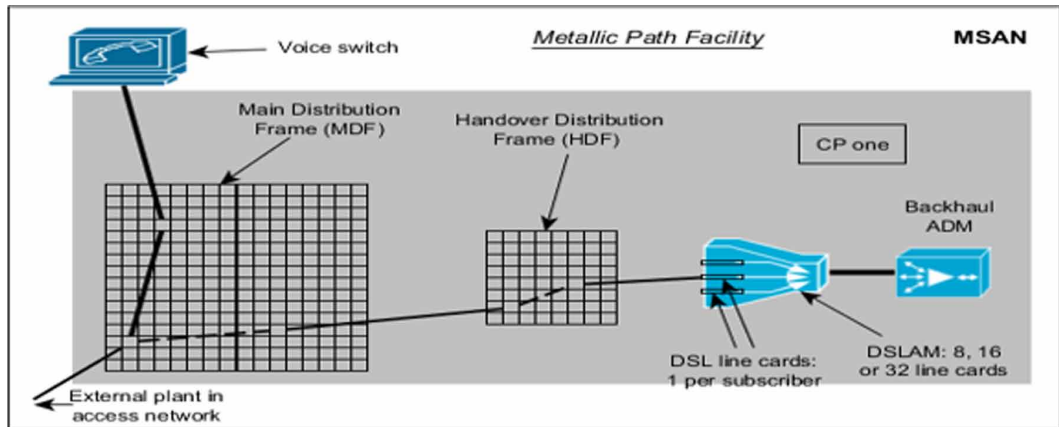 Voice switch
Metallic Path Facility
MSAN
Main Distribution
Frame (MDF)
Handover Distribution
Frame (HDF)
CP one
Backhaul
ADM
DSL line cards:
1 per subscriber
DSLAM: 8, 16
or 32 line cards
External plant in
access network